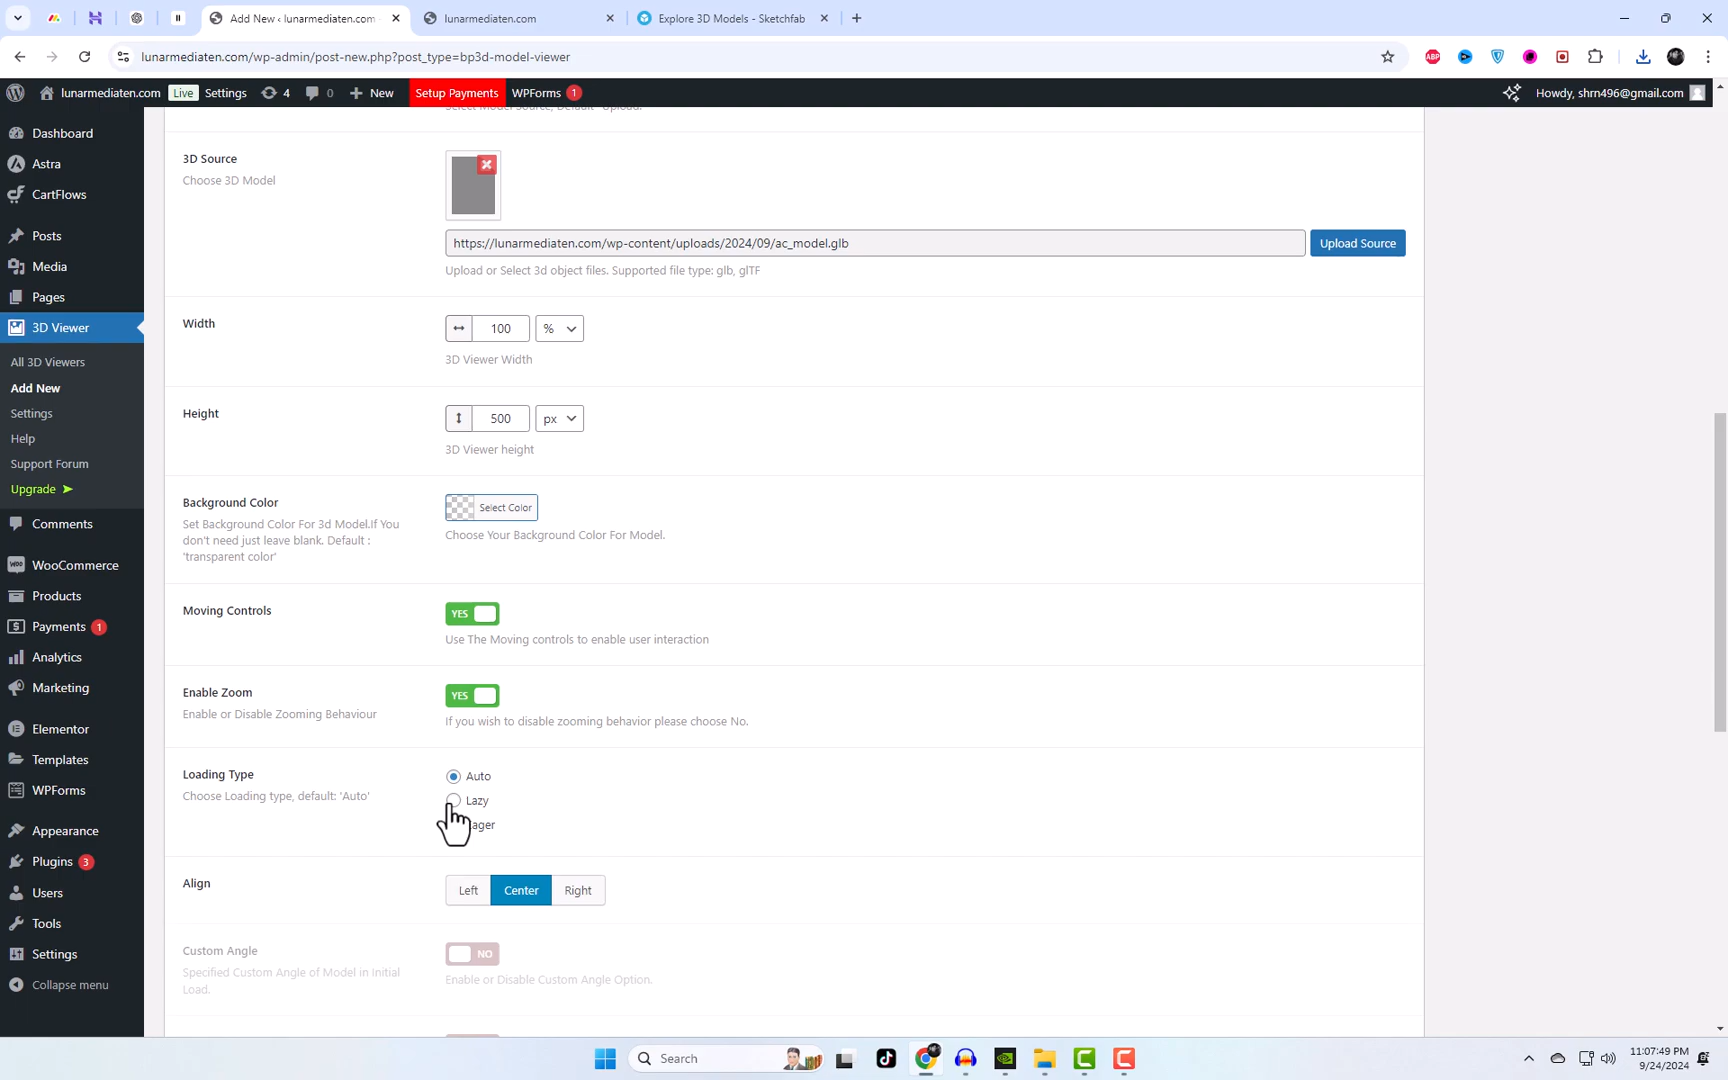 Add New ‹ lunarmediaten.com
lunarmediaten.com
Explore 3D Models - Sketchfab
lunarmediaten.com/wp-admin/post-new.php?post_type=bp3d-model-viewer
ABP
lunarmediaten.com
Live
Settings
4
0
New
Setup Payments
WPForms
1
Howdy, shrn496@gmail.com
Dashboard
Astra
CartFlows
Posts
Media
Pages
3D Viewer
All 3D Viewers
Add New
Settings
Help
Support Forum
Upgrade ➤
Comments
WooCommerce
Products
Payments 1
Analytics
Marketing
Elementor
Templates
WPForms
Appearance
Plugins 3
Users
Tools
Settings
Collapse menu
Select Model Source, Default- Upload.
3D Source
Choose 3D Model
https://lunarmediaten.com/wp-content/uploads/2024/09/ac_model.glb
Upload Source
Upload or Select 3d object files. Supported file type: glb, glTF
Width
100
%
3D Viewer Width
Height
500
px
3D Viewer height
Background Color
Set Background Color For 3d Model.If You
don't need just leave blank. Default :
'transparent color'
Select Color
Choose Your Background Color For Model.
Moving Controls
YES
Use The Moving controls to enable user interaction
Enable Zoom
Enable or Disable Zooming Behaviour
YES
If you wish to disable zooming behavior please choose No.
Loading Type
Choose Loading type, default: 'Auto'
Auto
Lazy
ager
Align
Left
Center
Right
Custom Angle
Specified Custom Angle of Model in Initial
Load.
NO
Enable or Disable Custom Angle Option.
Search
11:07:49 PM
9/24/2024